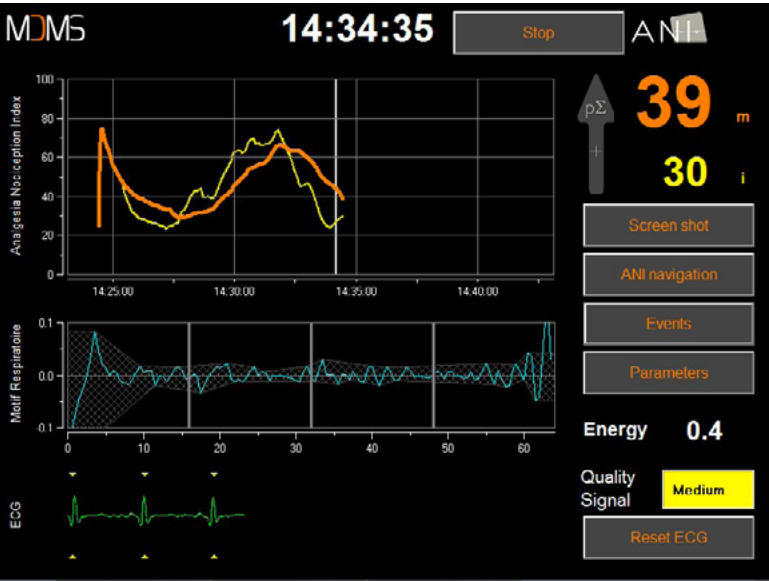 MDMS 14:34:35 Stop ANI
100
80
60
40
20
0
Analgesia Nociception Index
14:25:00 14:30:00 14:35:00 14:40:00
pΣ
+
39 m
30 i
Screen shot
ANI navigation
Events
Parameters
0.1
0.0
-0.1
Motif Respiratoire
0 10 20 30 40 50 60
Energy 0.4
Quality
Signal
Medium
ECG
Reset ECG